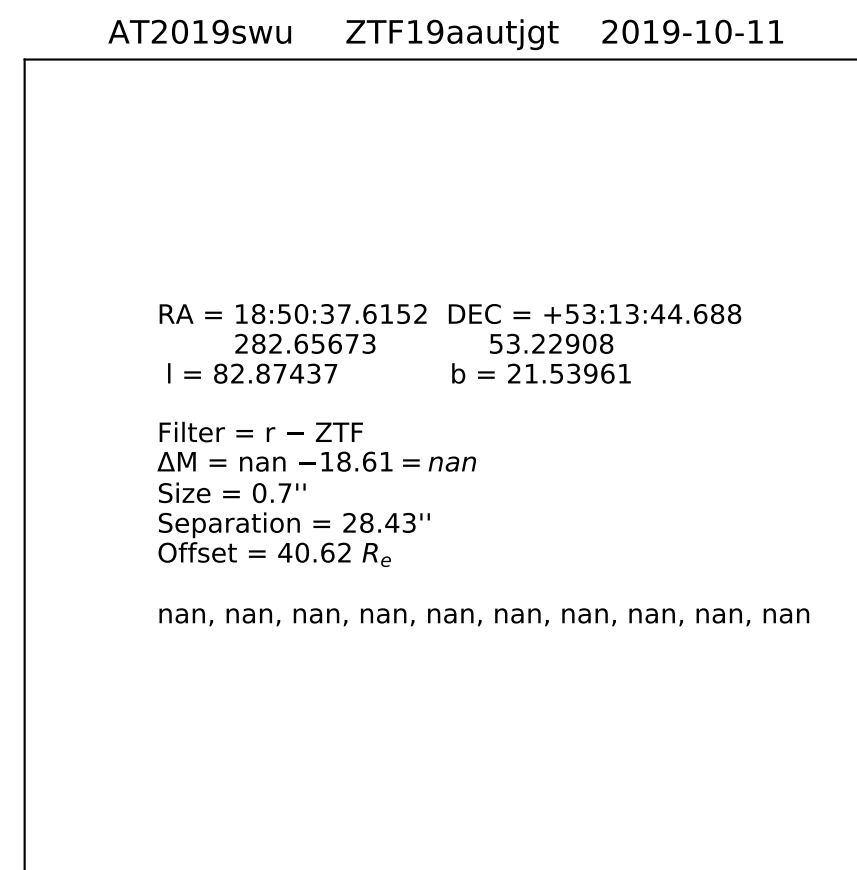 AT2019swu ZTF19aautjgt 2019-10-11
RA = 18:50:37.6152 DEC = +53:13:44.688
282.65673 53.22908
l = 82.87437 b = 21.53961
Filter = r − ZTF
ΔM = nan −18.61 = nan
Size = 0.7''
Separation = 28.43''
Offset = 40.62 Re
nan, nan, nan, nan, nan, nan, nan, nan, nan, nan